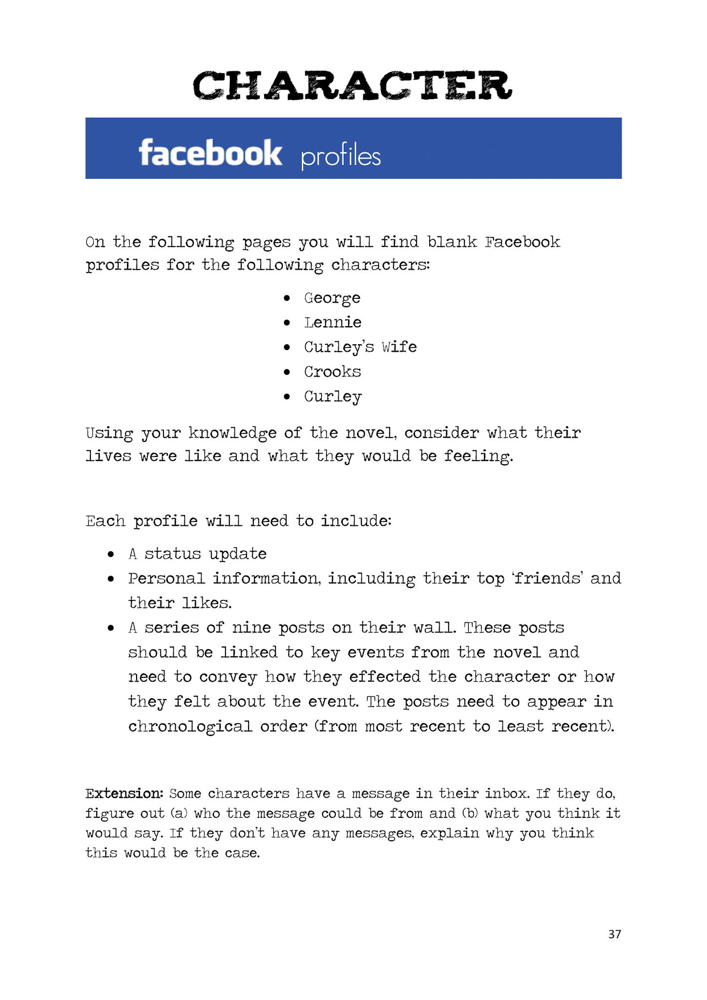 CHARACTER
facebook profiles
On the following pages you will find blank Facebook
profiles for the following characters:
• George
• Lennie
• Curley's Wife
• Crooks
• Curley
Using your knowledge of the novel, consider what their
lives were like and what they would be feeling.
Each profile will need to include:
• A status update
• Personal information, including their top ‘friends’ and
their likes.
• A series of nine posts on their wall. These posts
should be linked to key events from the novel and
need to convey how they effected the character or how
they felt about the event. The posts need to appear in
chronological order (from most recent to least recent).
Extension: Some characters have a message in their inbox. If they do,
figure out (a) who the message could be from and (b) what you think it
would say. If they don't have any messages, explain why you think
this would be the case.
37